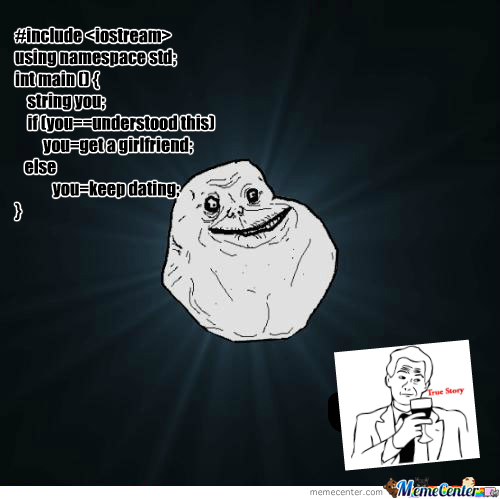 #include <iostream>
using namespace std;
int main () {
string you;
if (you==understood this)
you=get a girlfriend;
else
you=keep dating;
}
True Story
memecenter.com MemeCenter